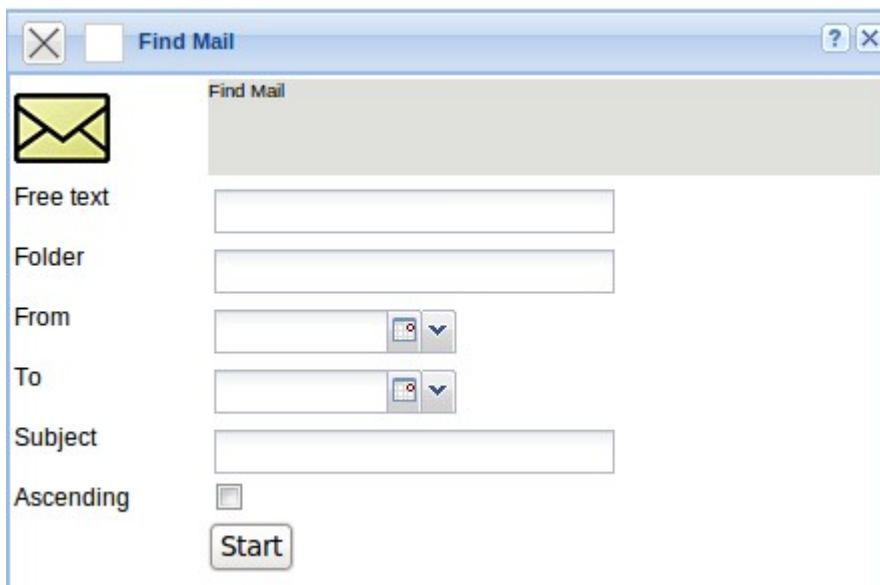 Find Mail
?
Find Mail
Free text
Folder
From
To
Subject
Ascending
Start